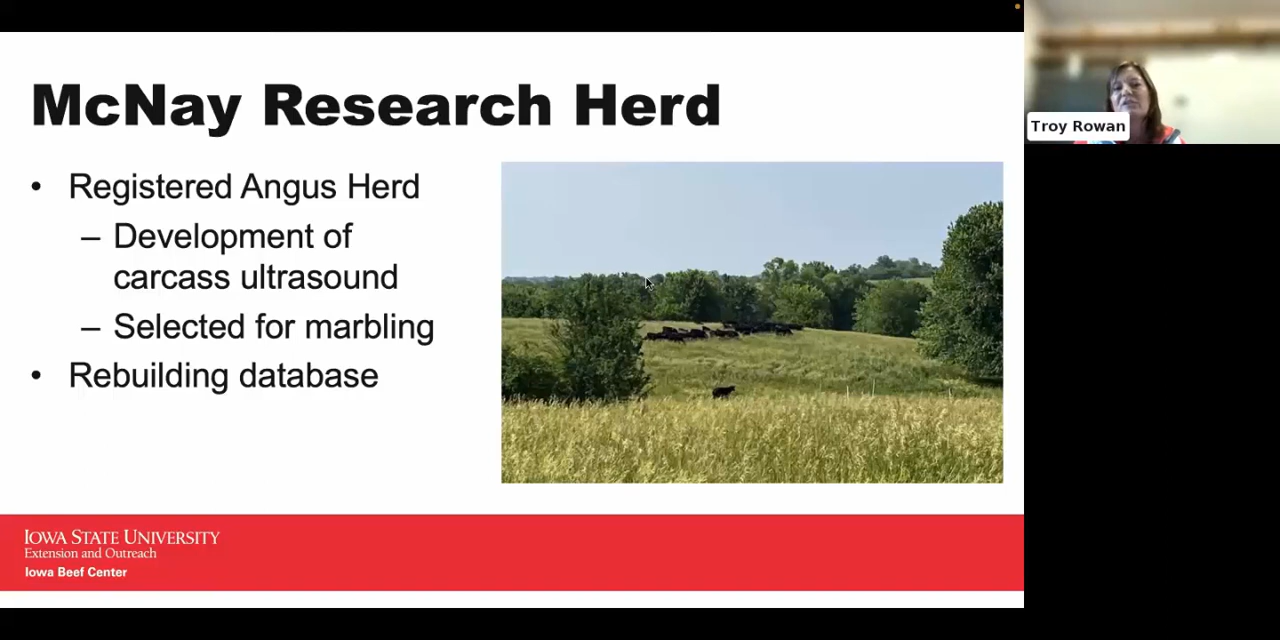 McNay Research Herd
• Registered Angus Herd
– Development of
carcass ultrasound
– Selected for marbling
• Rebuilding database
IOWA STATE UNIVERSITY
Extension and Outreach
Iowa Beef Center
Troy Rowan